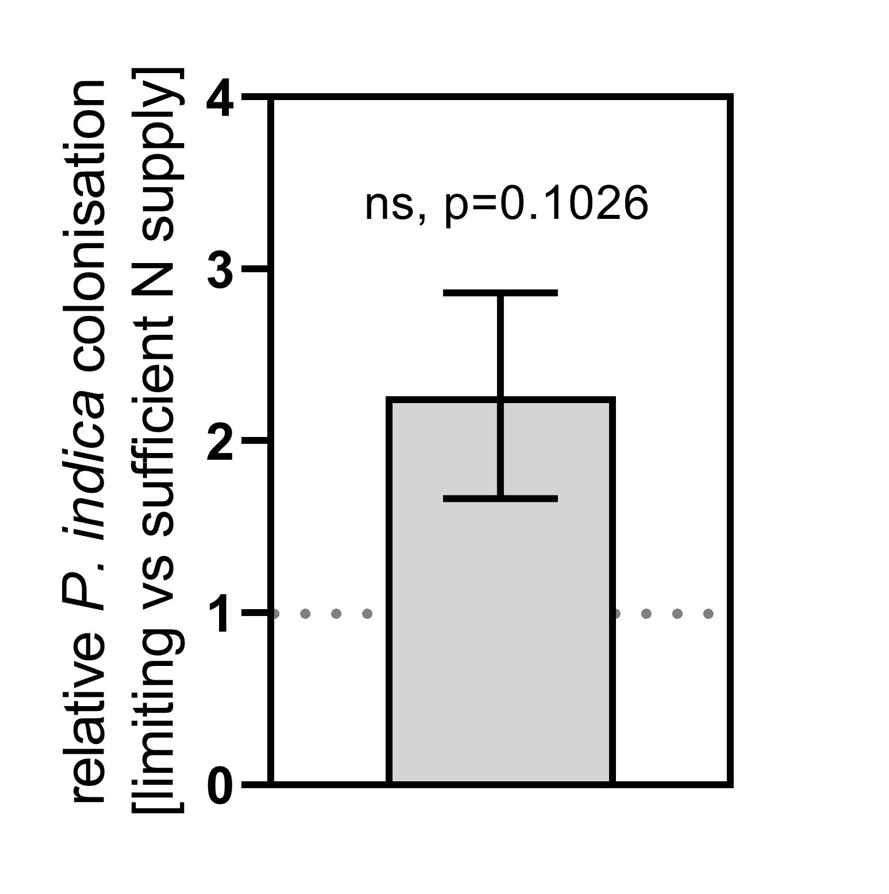 relative P. indica colonisation
[limiting vs sufficient N supply]
4
ns, p=0.1026
3
2
1
0